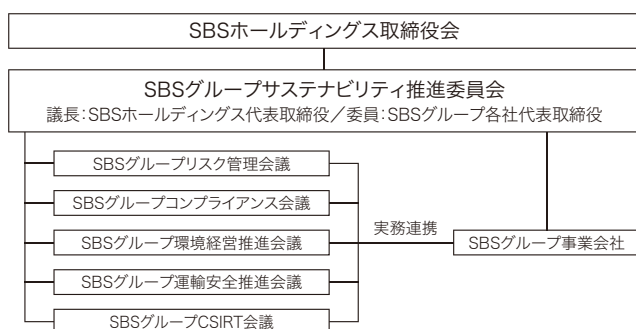 SBSホールディングス取締役会
SBSグループサステナビリティ推進委員会
議長：SBSホールディングス代表取締役／委員：SBSグループ各社代表取締役
SBSグループリスク管理会議
SBSグループコンプライアンス会議
SBSグループ環境経営推進会議
SBSグループ運輸安全推進会議
SBSグループCSIRT会議
実務連携
SBSグループ事業会社